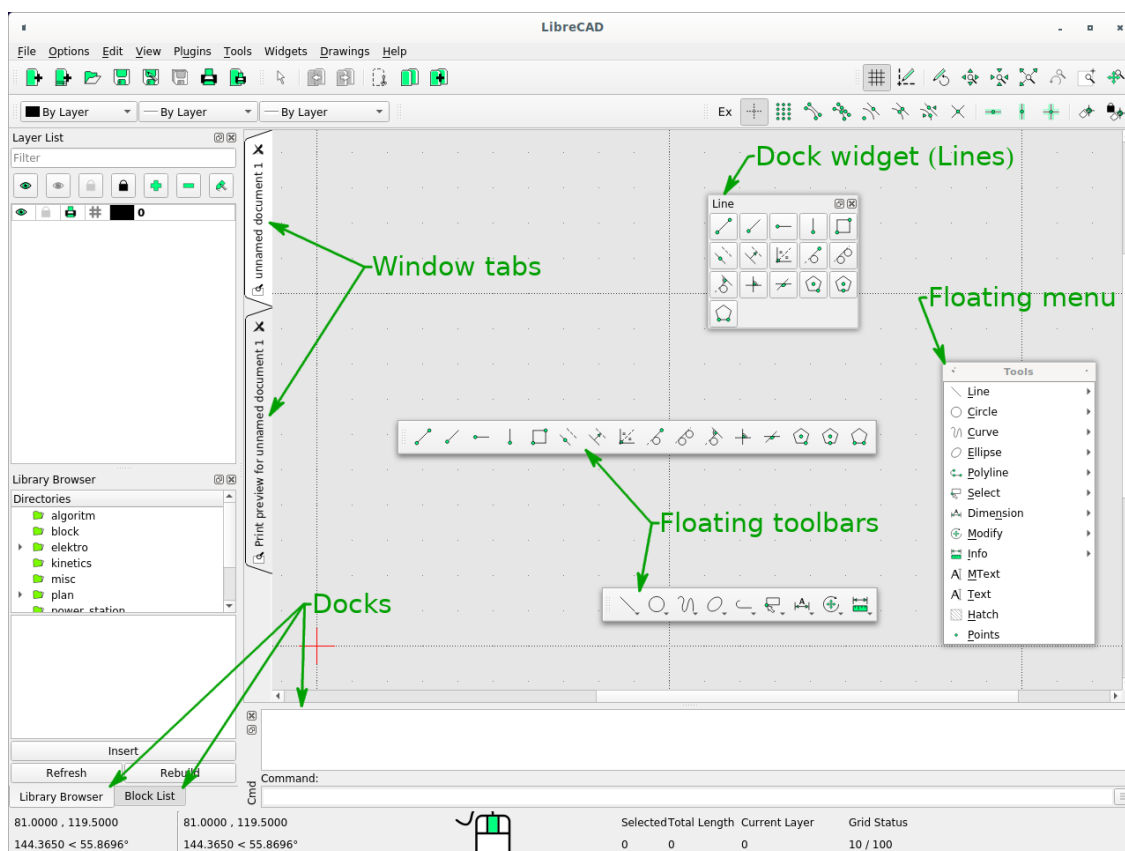 LibreCAD
File Options Edit View Plugins Tools Widgets Drawings Help
By Layer By Layer By Layer
Ex
Layer List
Filter
0
unnamed document 1
Print preview for unnamed document 1
Dock widget (Lines)
Line
Window tabs
Floating menu
Tools
Line
Circle
Curve
Ellipse
Polyline
Select
Dimension
Modify
Info
MText
Text
Hatch
Points
Floating toolbars
Library Browser
Directories
algoritm
block
elektro
kinetics
misc
plan
power_station
Docks
Insert
Refresh Rebuild
Library Browser Block List
Cmd
Command:
81.0000 , 119.5000 81.0000 , 119.5000 Selected Total Length Current Layer Grid Status
144.3650 < 55.8696° 144.3650 < 55.8696° 0 0 0 10 / 100